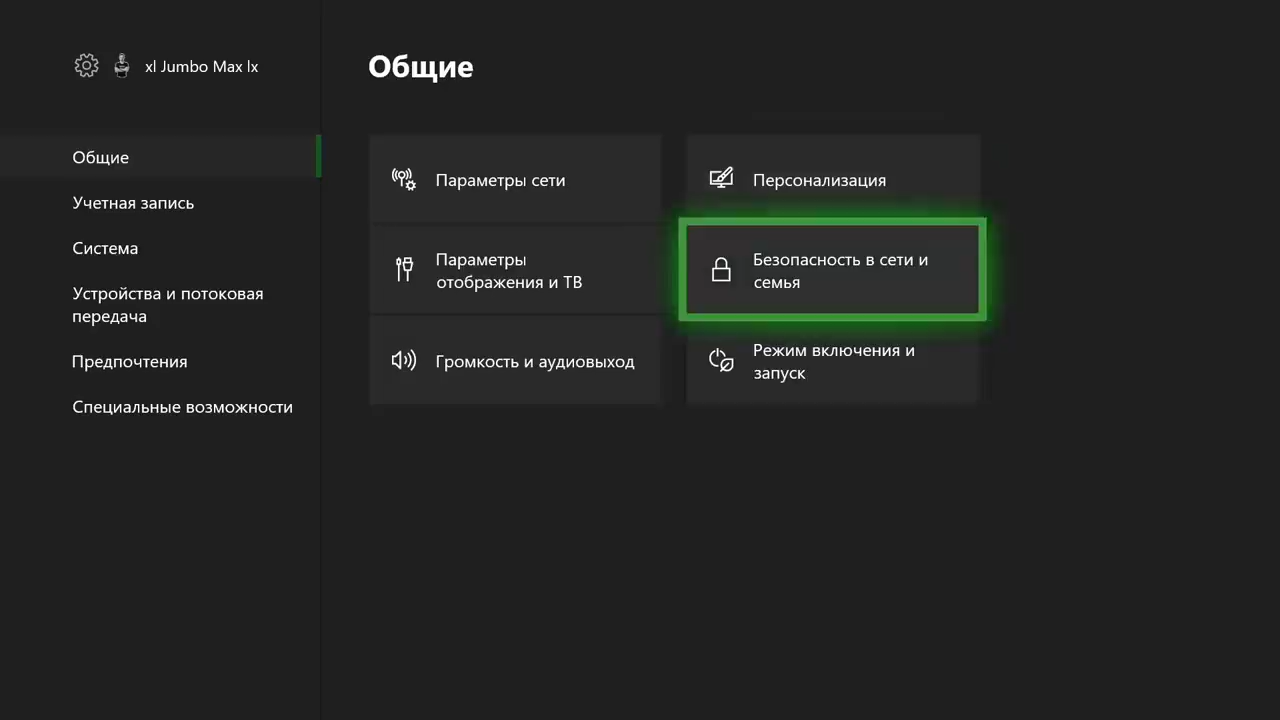 xl Jumbo Max lx
Общие
Учетная запись
Система
Устройства и потоковая
передача
Предпочтения
Специальные возможности
Общие
Параметры сети
Персонализация
Параметры
отображения и ТВ
Безопасность в сети и
семья
Громкость и аудиовыход
Режим включения и
запуск